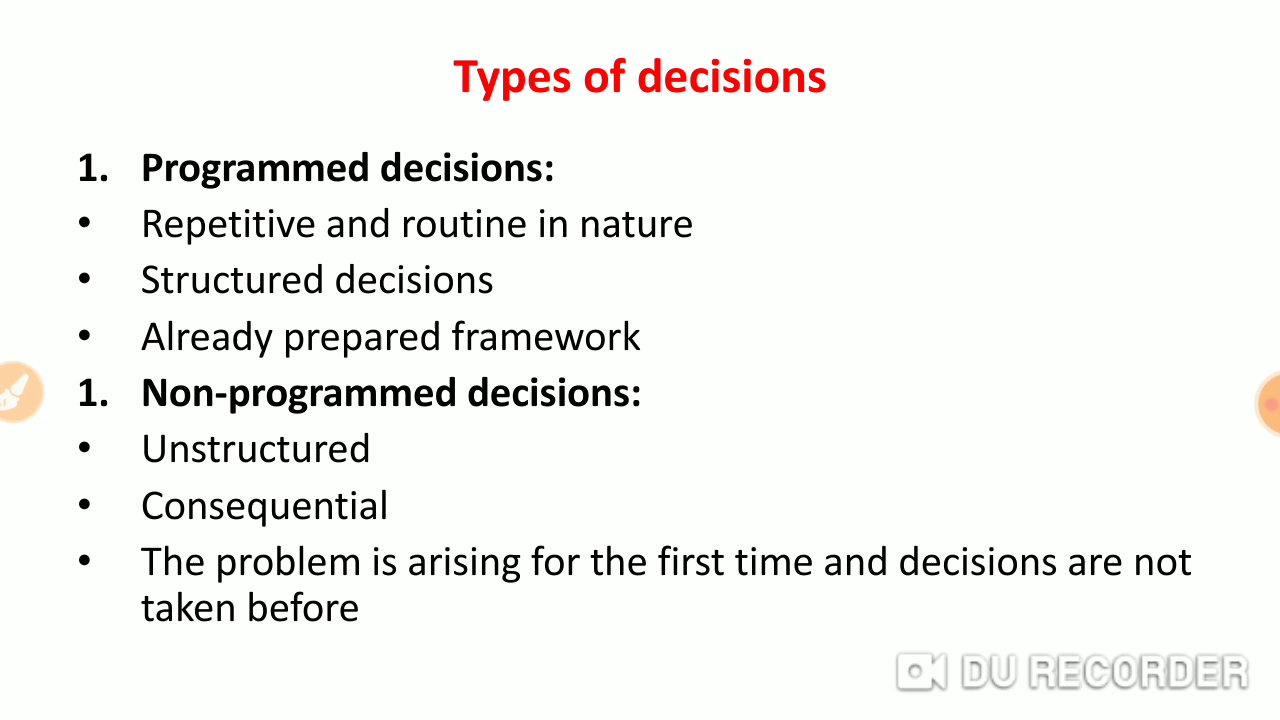 Types of decisions
1. Programmed decisions:
• Repetitive and routine in nature
• Structured decisions
• Already prepared framework
1. Non-programmed decisions:
• Unstructured
• Consequential
• The problem is arising for the first time and decisions are not
taken before
DU RECORDER